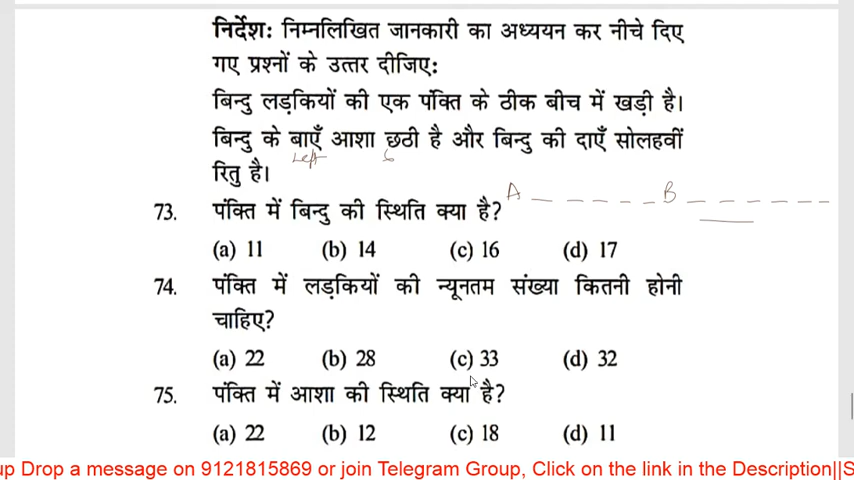 निर्देशः निम्नलिखित जानकारी का अध्ययन कर नीचे दिए
गए प्रश्नों के उत्तर दीजिएः
बिन्दु लड़कियों की एक पंक्ति के ठीक बीच में खड़ी है।
बिन्दु के बाएँ आशा छठी है और बिन्दु की दाएँ सोलहवीं
Left 6
रितु है।
A _ _ _ _ _ B _ _ _ _ _ _
73. पंक्ति में बिन्दु की स्थिति क्या है?
(a) 11 (b) 14 (c) 16 (d) 17
74. पंक्ति में लड़कियों की न्यूनतम संख्या कितनी होनी
चाहिए?
(a) 22 (b) 28 (c) 33 (d) 32
75. पंक्ति में आशा की स्थिति क्या है?
(a) 22 (b) 12 (c) 18 (d) 11
up Drop a message on 9121815869 or join Telegram Group, Click on the link in the Description||S